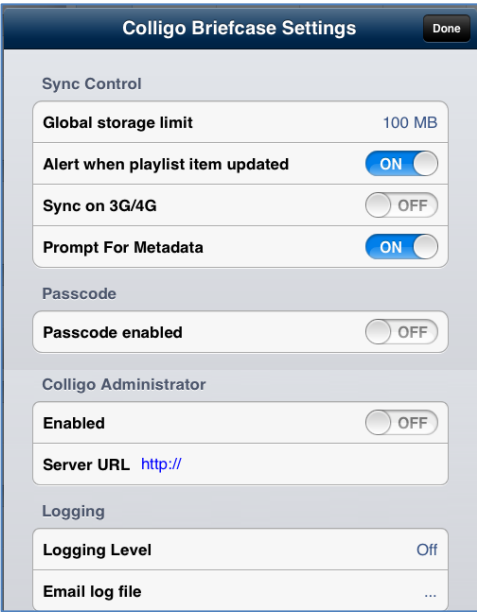 Colligo Briefcase Settings Done
Sync Control
Global storage limit 100 MB
Alert when playlist item updated ON
Sync on 3G/4G OFF
Prompt For Metadata ON
Passcode
Passcode enabled OFF
Colligo Administrator
Enabled OFF
Server URL http://
Logging
Logging Level Off
Email log file ...